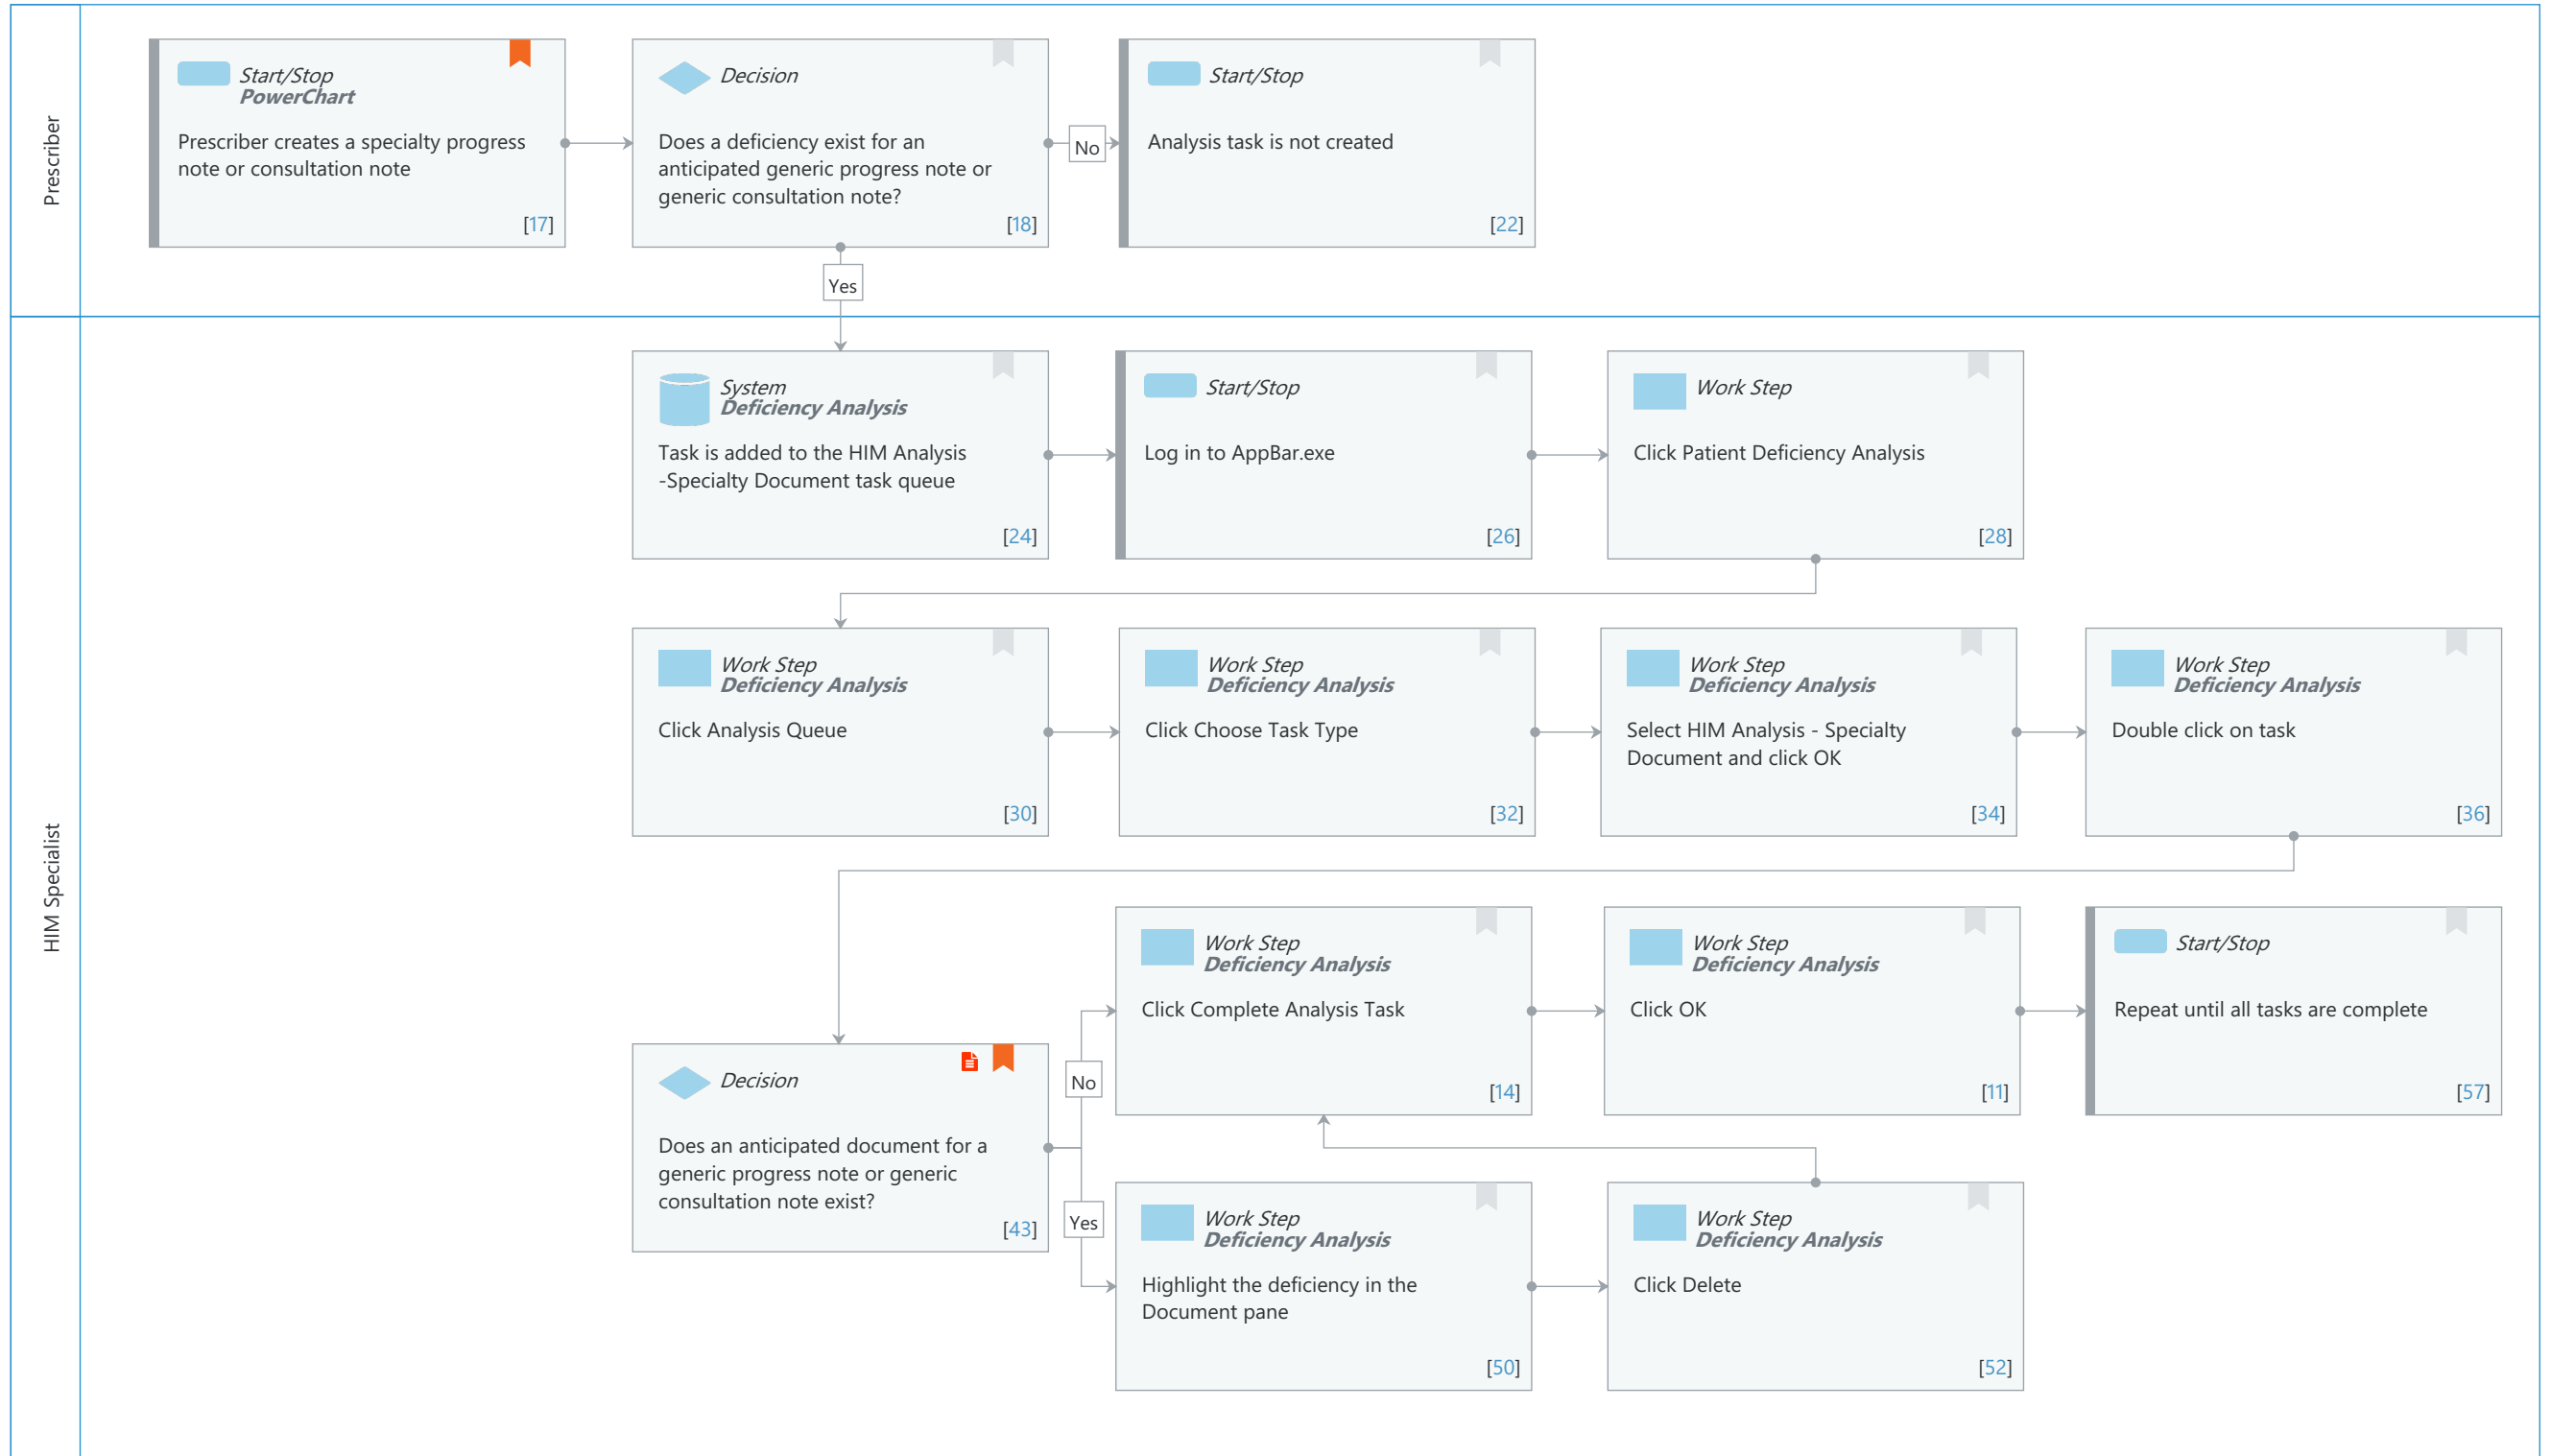 Prescriber
Start/Stop
PowerChart
Prescriber creates a specialty progress
note or consultation note
[17]
Decision
Does a deficiency exist for an
anticipated generic progress note or
generic consultation note?
[18]
No
Start/Stop
Analysis task is not created
[22]
Yes
HIM Specialist
System
Deficiency Analysis
Task is added to the HIM Analysis
-Specialty Document task queue
[24]
Start/Stop
Log in to AppBar.exe
[26]
Work Step
Click Patient Deficiency Analysis
[28]
Work Step
Deficiency Analysis
Click Analysis Queue
[30]
Work Step
Deficiency Analysis
Click Choose Task Type
[32]
Work Step
Deficiency Analysis
Select HIM Analysis - Specialty
Document and click OK
[34]
Work Step
Deficiency Analysis
Double click on task
[36]
Decision
Does an anticipated document for a
generic progress note or generic
consultation note exist?
[43]
No
Work Step
Deficiency Analysis
Click Complete Analysis Task
[14]
Work Step
Deficiency Analysis
Click OK
[11]
Start/Stop
Repeat until all tasks are complete
[57]
Yes
Work Step
Deficiency Analysis
Highlight the deficiency in the
Document pane
[50]
Work Step
Deficiency Analysis
Click Delete
[52]